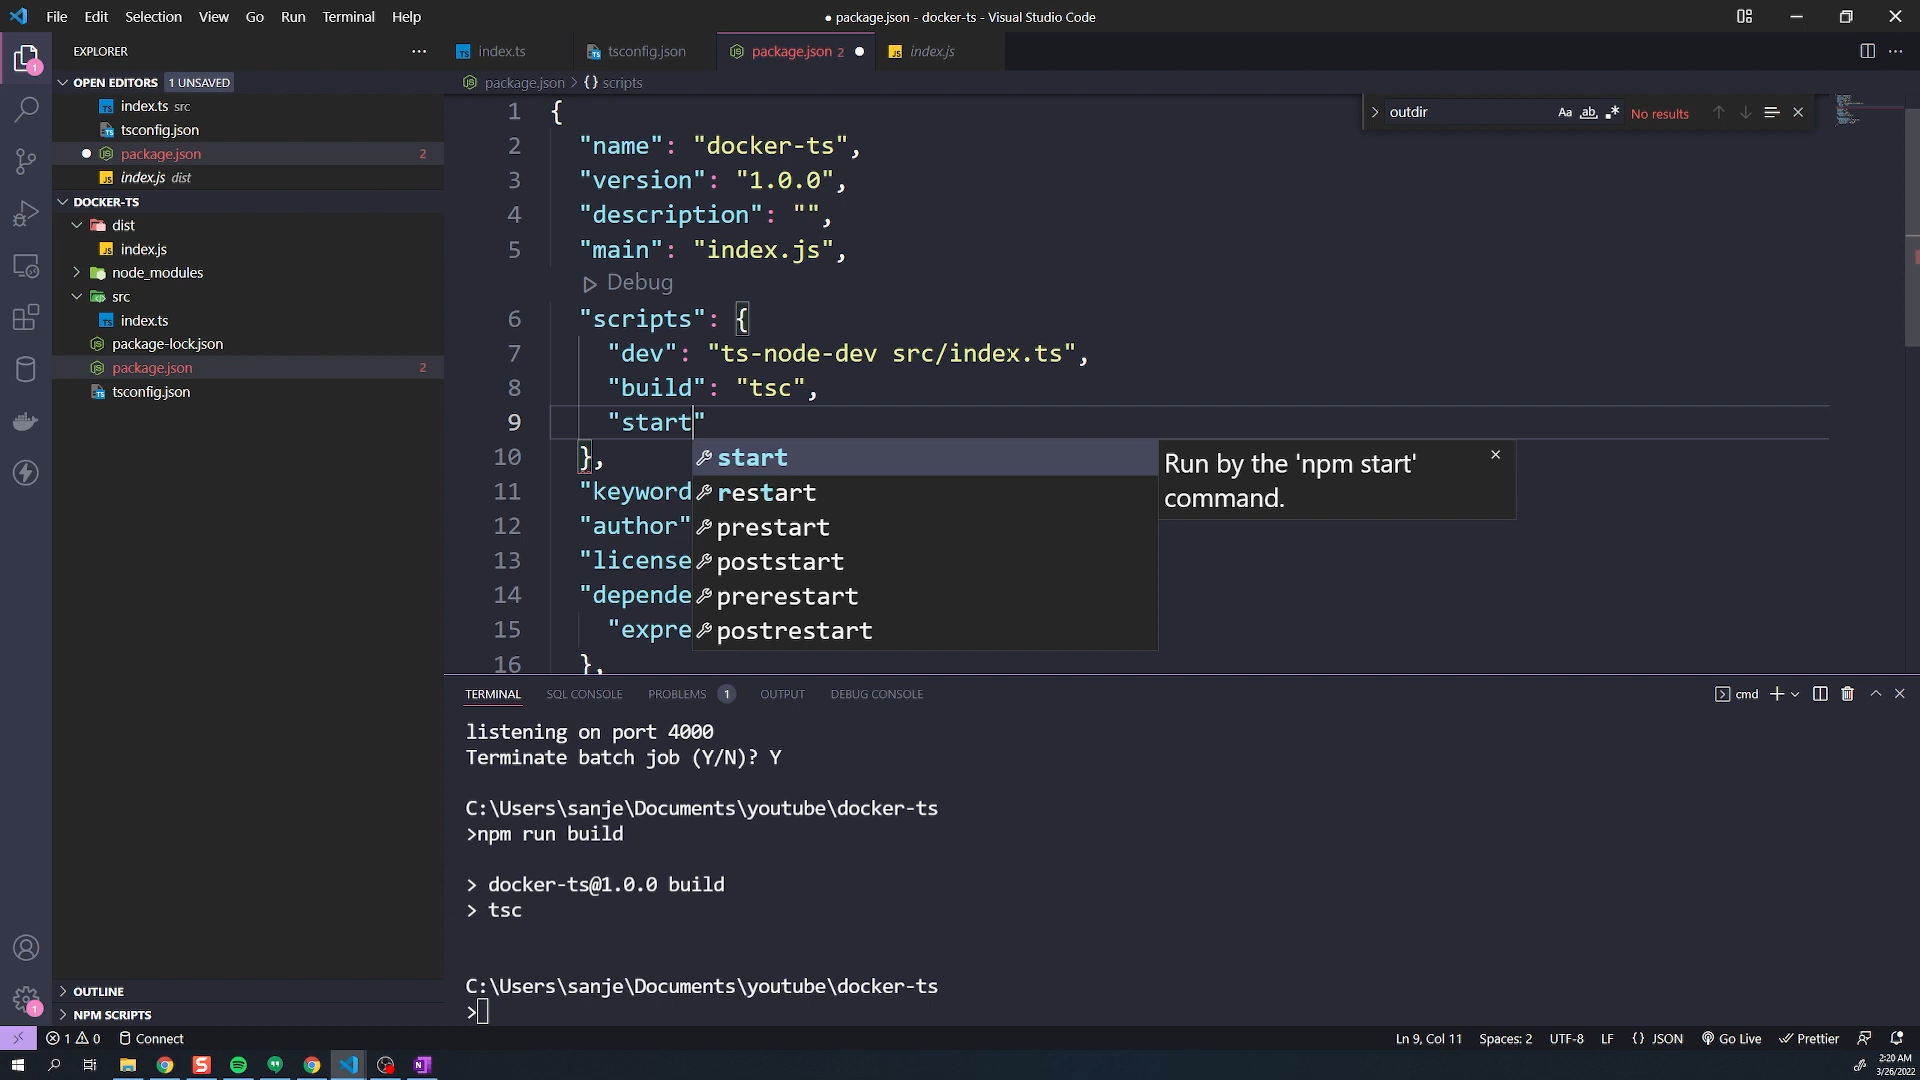 File Edit Selection View Go Run Terminal Help
● package.json - docker-ts - Visual Studio Code
EXPLORER
OPEN EDITORS 1 UNSAVED
index.ts src
tsconfig.json
package.json 2
index.js dist
DOCKER-TS
dist
index.js
node_modules
src
index.ts
package-lock.json
package.json 2
tsconfig.json
OUTLINE
NPM SCRIPTS
index.ts tsconfig.json package.json 2 index.js
package.json > {} scripts
outdir Aa ab No results
1 {
2 "name": "docker-ts",
3 "version": "1.0.0",
4 "description": "",
5 "main": "index.js",
Debug
6 "scripts": {
7 "dev": "ts-node-dev src/index.ts",
8 "build": "tsc",
9 "start"
10 },
11 "keyword
12 "author"
13 "license
14 "depende
15 "expre
16 },
start
restart
prestart
poststart
prerestart
postrestart
Run by the 'npm start'
command.
TERMINAL SQL CONSOLE PROBLEMS 1 OUTPUT DEBUG CONSOLE
cmd
listening on port 4000
Terminate batch job (Y/N)? Y
C:\Users\sanje\Documents\youtube\docker-ts
>npm run build
> docker-ts@1.0.0 build
> tsc
C:\Users\sanje\Documents\youtube\docker-ts
>
1 0 Connect
Ln 9, Col 11 Spaces: 2 UTF-8 LF {} JSON Go Live Prettier
2:20 AM
3/26/2022